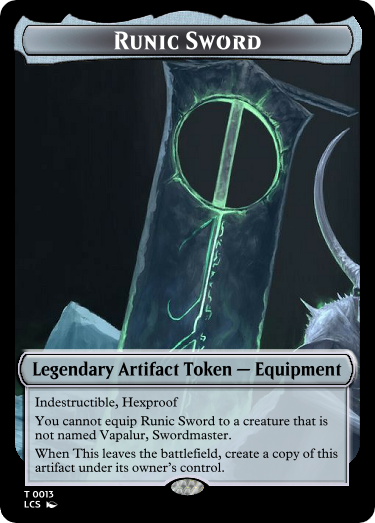 Runic Sword
Legendary Artifact Token — Equipment
Indestructible, Hexproof
You cannot equip Runic Sword to a creature that is
not named Vapalur, Swordmaster.
When This leaves the battlefield, create a copy of this
artifact under its owner's control.
T 0013
LCS